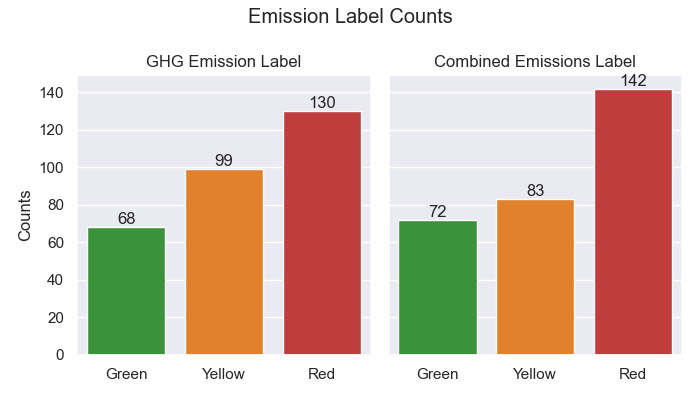 Emission Label Counts
GHG Emission Label
Combined Emissions Label
Counts
140
120
100
80
60
40
20
0
68
99
130
72
83
142
Green
Yellow
Red
Green
Yellow
Red